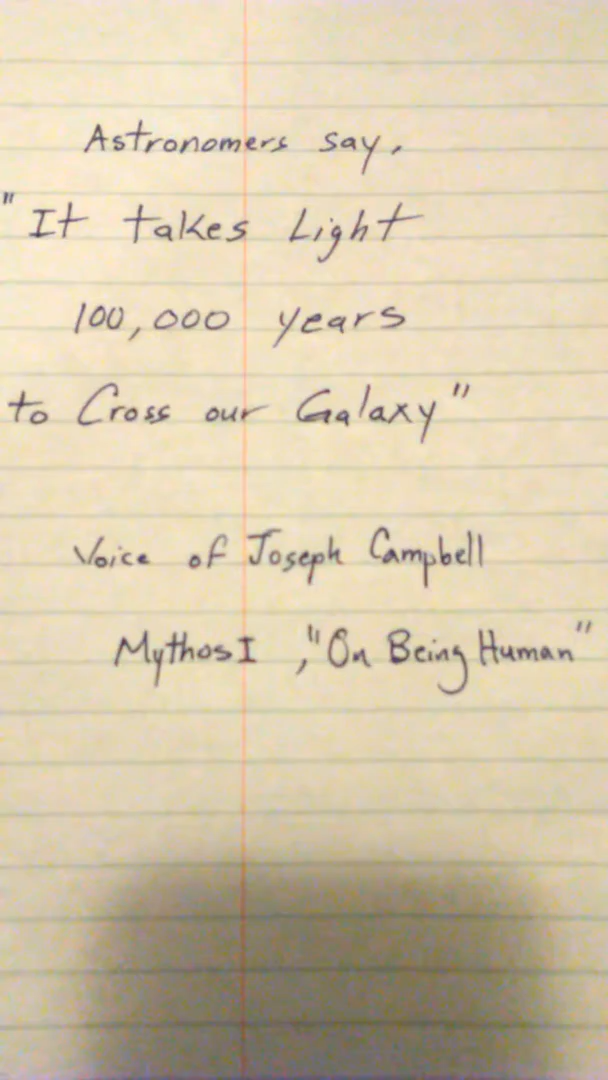 Astronomers say,
"It takes Light
100,000 years
to Cross our Galaxy"
Voice of Joseph Campbell
Mythos I , "On Being Human"